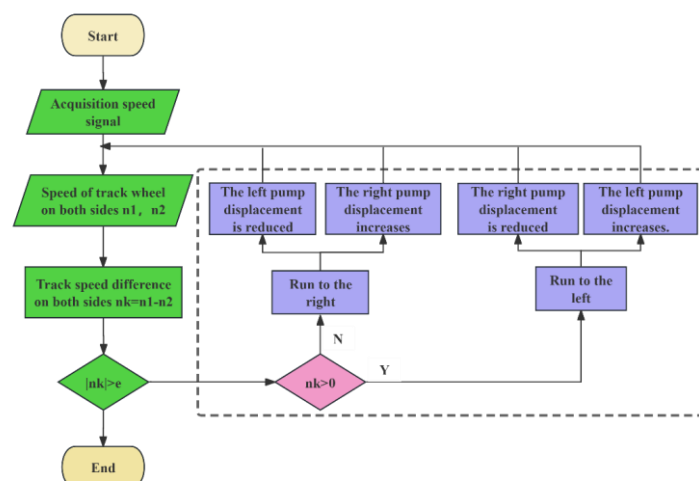 Start
Acquisition speed
signal
Speed of track wheel
on both sides n1，n2
Track speed difference
on both sides nk=n1-n2
|nk|>e
End
The left pump
displacement
is reduced
The right pump
displacement
increases
The right pump
displacement
is reduced
The left pump
displacement
increases.
Run to the
right
Run to the
left
N
nk>0
Y